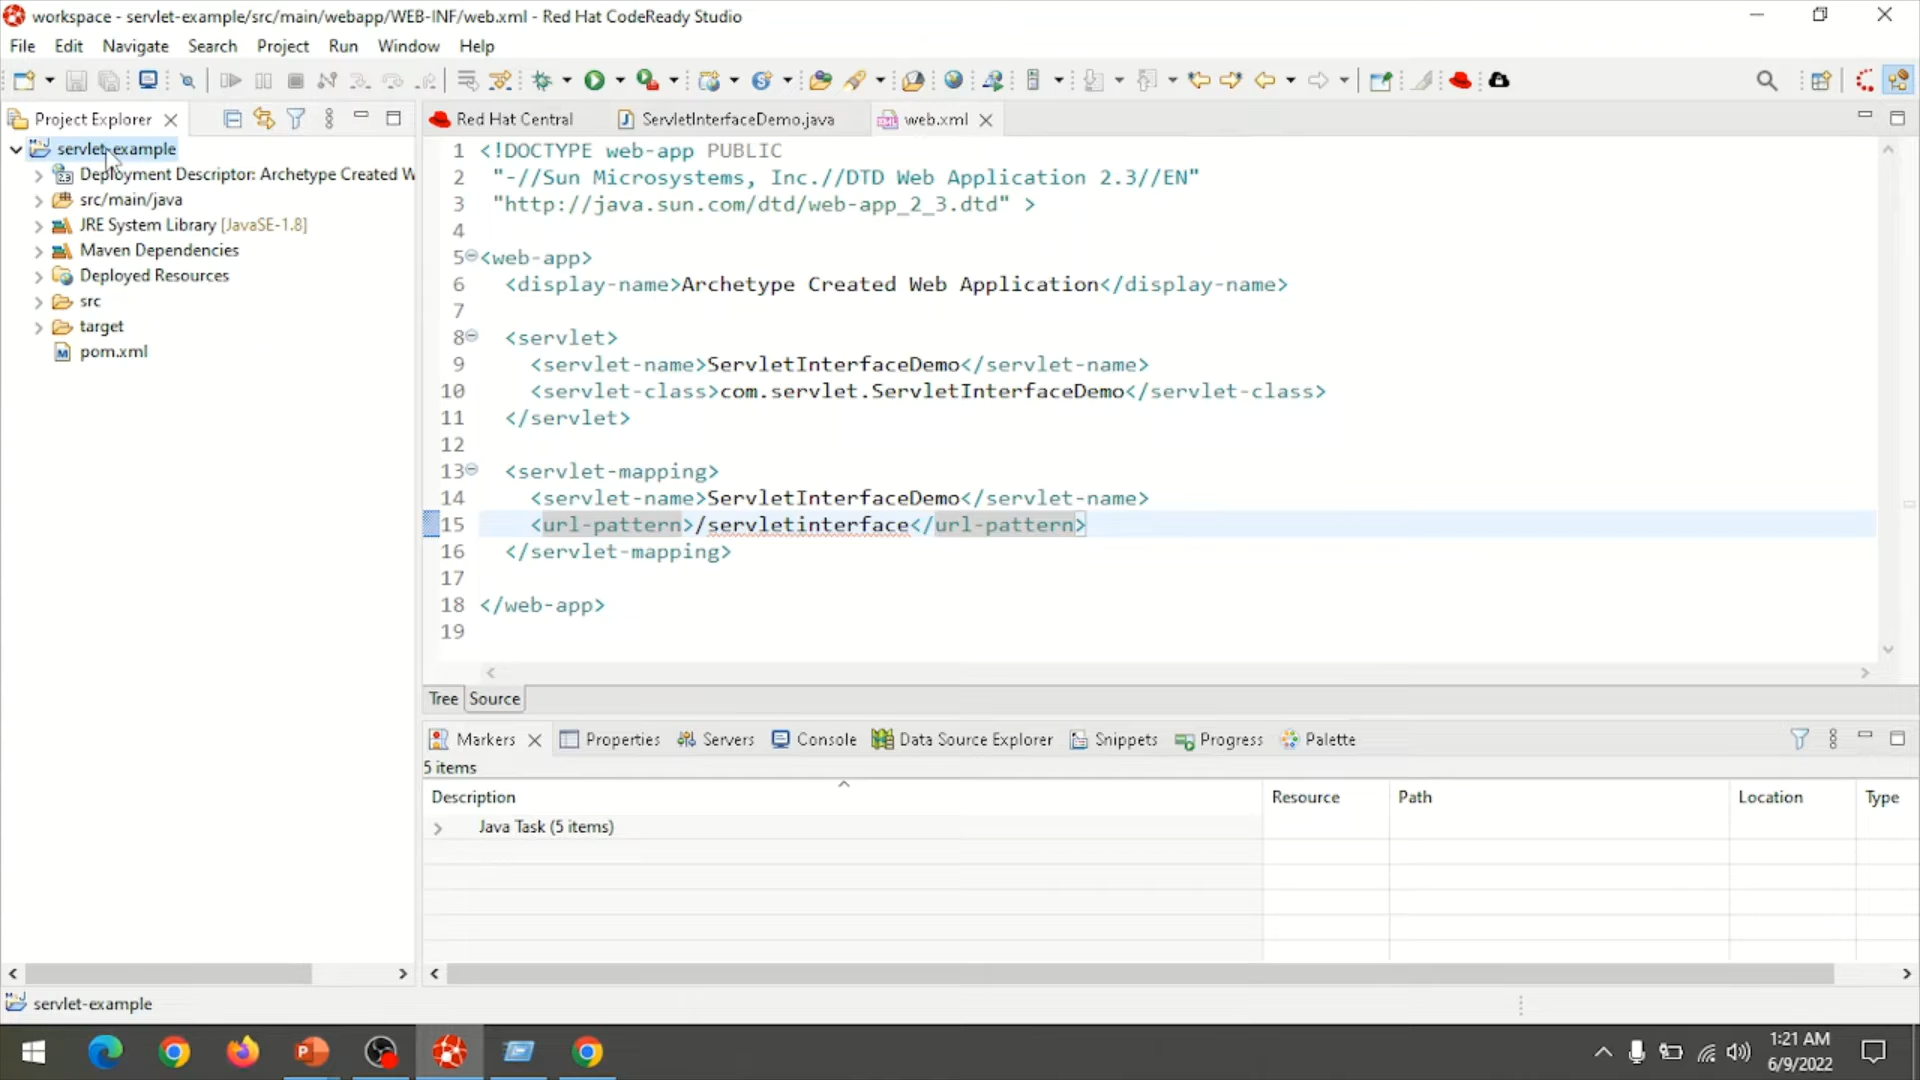 workspace - servlet-example/src/main/webapp/WEB-INF/web.xml - Red Hat CodeReady Studio
File Edit Navigate Search Project Run Window Help
Project Explorer
Red Hat Central ServletInterfaceDemo.java web.xml
servlet-example
Deployment Descriptor: Archetype Created W
src/main/java
JRE System Library [JavaSE-1.8]
Maven Dependencies
Deployed Resources
src
target
pom.xml
1 <!DOCTYPE web-app PUBLIC
2 "-//Sun Microsystems, Inc.//DTD Web Application 2.3//EN"
3 "http://java.sun.com/dtd/web-app_2_3.dtd" >
4
5 <web-app>
6 <display-name>Archetype Created Web Application</display-name>
7
8 <servlet>
9 <servlet-name>ServletInterfaceDemo</servlet-name>
10 <servlet-class>com.servlet.ServletInterfaceDemo</servlet-class>
11 </servlet>
12
13 <servlet-mapping>
14 <servlet-name>ServletInterfaceDemo</servlet-name>
15 <url-pattern>/servletinterface</url-pattern>
16 </servlet-mapping>
17
18 </web-app>
19
Tree Source
Markers Properties Servers Console Data Source Explorer Snippets Progress Palette
5 items
Description Resource Path Location Type
Java Task (5 items)
servlet-example
1:21 AM
6/9/2022